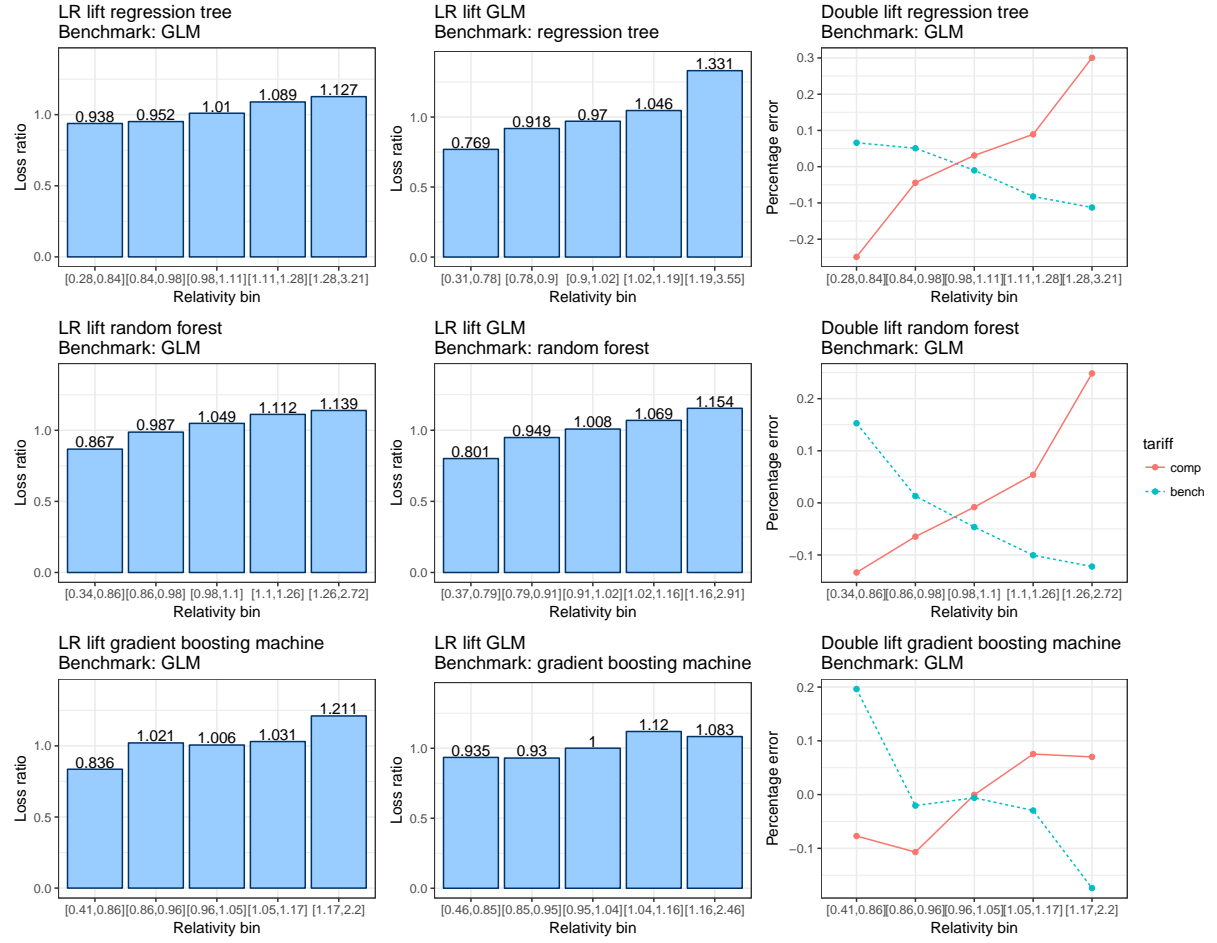 LR lift regression tree
Benchmark: GLM
Loss ratio
1.0
0.5
0.0
0.938
0.952
1.01
1.089
1.127
[0.28,0.84]
[0.84,0.98]
[0.98,1.11]
[1.11,1.28]
[1.28,3.21]
Relativity bin
LR lift GLM
Benchmark: regression tree
Loss ratio
1.0
0.5
0.0
0.769
0.918
0.97
1.046
1.331
[0.31,0.78]
[0.78,0.9]
[0.9,1.02]
[1.02,1.19]
[1.19,3.55]
Relativity bin
Double lift regression tree
Benchmark: GLM
Percentage error
0.3
0.2
0.1
0.0
−0.1
−0.2
[0.28,0.84]
[0.84,0.98]
[0.98,1.11]
[1.11,1.28]
[1.28,3.21]
Relativity bin
LR lift random forest
Benchmark: GLM
Loss ratio
1.0
0.5
0.0
0.867
0.987
1.049
1.112
1.139
[0.34,0.86]
[0.86,0.98]
[0.98,1.1]
[1.1,1.26]
[1.26,2.72]
Relativity bin
LR lift GLM
Benchmark: random forest
Loss ratio
1.0
0.5
0.0
0.801
0.949
1.008
1.069
1.154
[0.37,0.79]
[0.79,0.91]
[0.91,1.02]
[1.02,1.16]
[1.16,2.91]
Relativity bin
Double lift random forest
Benchmark: GLM
Percentage error
0.2
0.1
0.0
−0.1
[0.34,0.86]
[0.86,0.98]
[0.98,1.1]
[1.1,1.26]
[1.26,2.72]
Relativity bin
tariff
comp
bench
LR lift gradient boosting machine
Benchmark: GLM
Loss ratio
1.0
0.5
0.0
0.836
1.021
1.006
1.031
1.211
[0.41,0.86]
[0.86,0.96]
[0.96,1.05]
[1.05,1.17]
[1.17,2.2]
Relativity bin
LR lift GLM
Benchmark: gradient boosting machine
Loss ratio
1.0
0.5
0.0
0.935
0.93
1
1.12
1.083
[0.46,0.85]
[0.85,0.95]
[0.95,1.04]
[1.04,1.16]
[1.16,2.46]
Relativity bin
Double lift gradient boosting machine
Benchmark: GLM
Percentage error
0.2
0.1
0.0
−0.1
[0.41,0.86]
[0.86,0.96]
[0.96,1.05]
[1.05,1.17]
[1.17,2.2]
Relativity bin